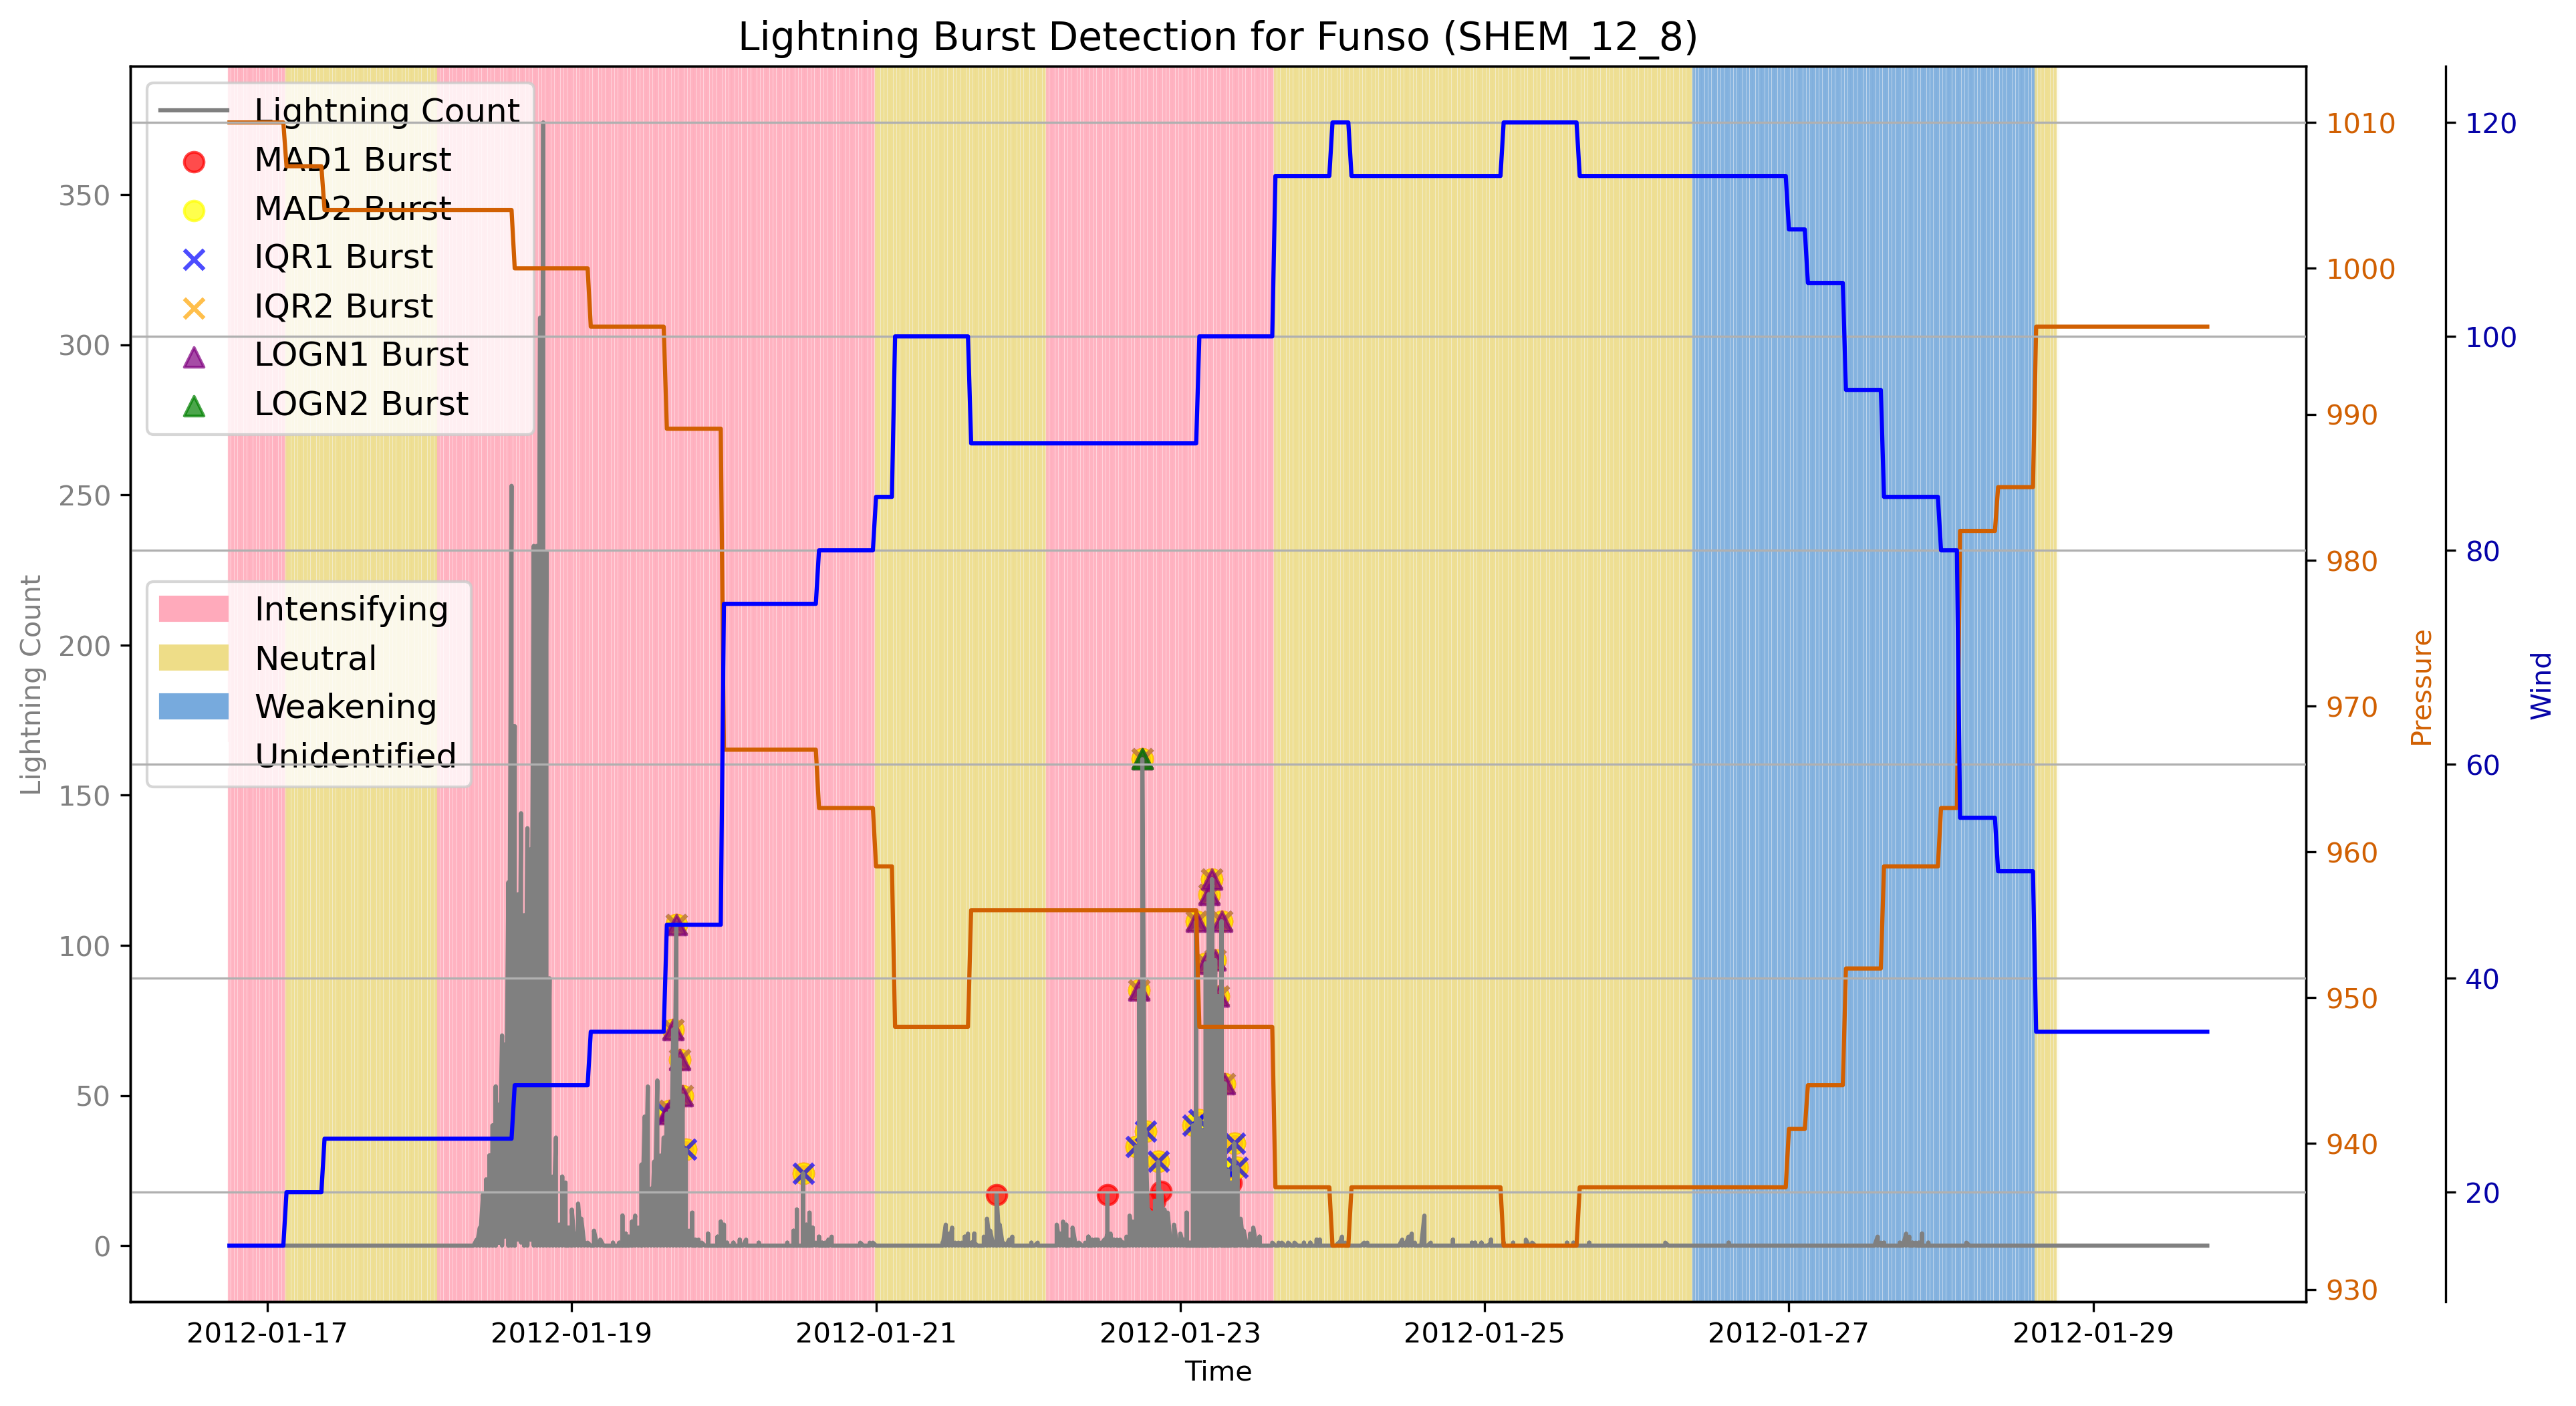 Lightning Burst Detection for Funso (SHEM_12_8)
Lightning Count
MAD1 Burst
MAD2 Burst
IQR1 Burst
IQR2 Burst
LOGN1 Burst
LOGN2 Burst
Intensifying
Neutral
Weakening
Unidentified
Lightning Count
350
300
250
200
150
100
50
0
1010
1000
990
980
970
960
950
940
930
Pressure
120
100
80
60
40
20
Wind
2012-01-17
2012-01-19
2012-01-21
2012-01-23
2012-01-25
2012-01-27
2012-01-29
Time